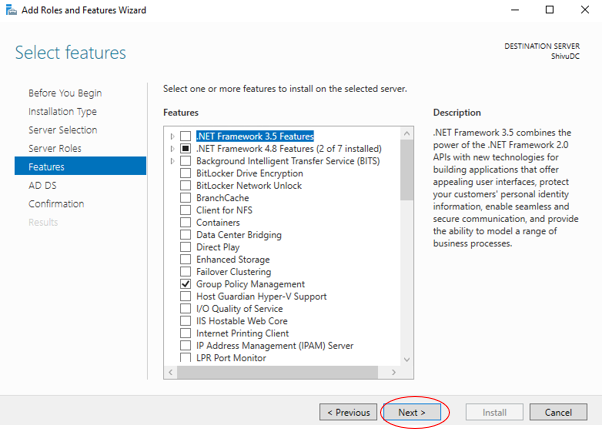 Add Roles and Features Wizard
Select features
DESTINATION SERVER
ShivuDC
Before You Begin
Installation Type
Server Selection
Server Roles
Features
AD DS
Confirmation
Results
Select one or more features to install on the selected server.
Features
.NET Framework 3.5 Features
.NET Framework 4.8 Features (2 of 7 installed)
Background Intelligent Transfer Service (BITS)
BitLocker Drive Encryption
BitLocker Network Unlock
BranchCache
Client for NFS
Containers
Data Center Bridging
Direct Play
Enhanced Storage
Failover Clustering
Group Policy Management
Host Guardian Hyper-V Support
I/O Quality of Service
IIS Hostable Web Core
Internet Printing Client
IP Address Management (IPAM) Server
LPR Port Monitor
Description
.NET Framework 3.5 combines the
power of the .NET Framework 2.0
APIs with new technologies for
building applications that offer
appealing user interfaces, protect
your customers' personal identity
information, enable seamless and
secure communication, and provide
the ability to model a range of
business processes.
< Previous
Next >
Install
Cancel